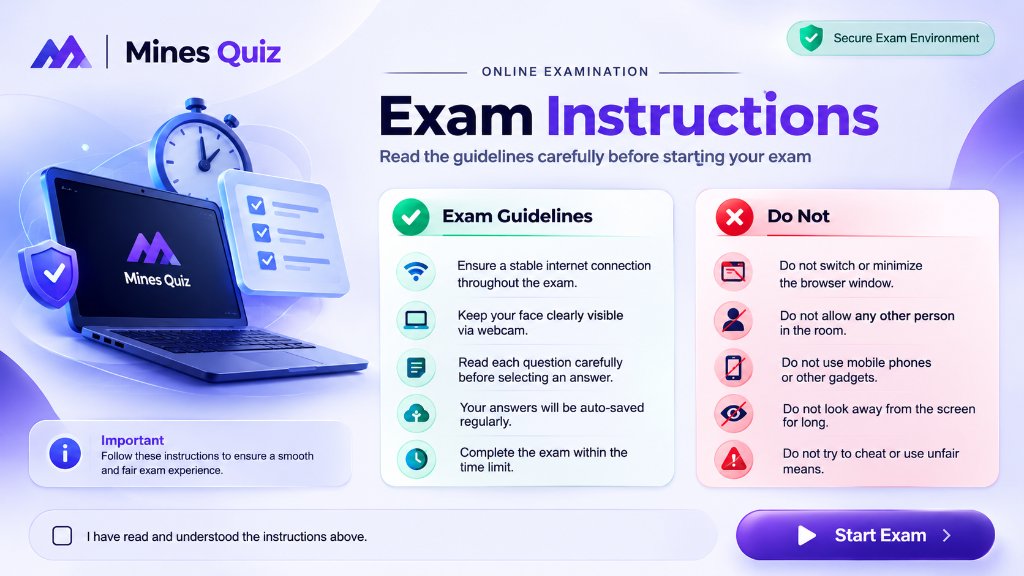 Mines Quiz
Secure Exam Environment
ONLINE EXAMINATION
Exam Instructions
Read the guidelines carefully before starting your exam
Mines Quiz
Important
Follow these instructions to ensure a smooth
and fair exam experience.
Exam Guidelines
Ensure a stable internet connection
throughout the exam.
Keep your face clearly visible
via webcam.
Read each question carefully
before selecting an answer.
Your answers will be auto-saved
regularly.
Complete the exam within the
time limit.
Do Not
Do not switch or minimize
the browser window.
Do not allow any other person
in the room.
Do not use mobile phones
or other gadgets.
Do not look away from the screen
for long.
Do not try to cheat or use unfair
means.
I have read and understood the instructions above.
Start Exam